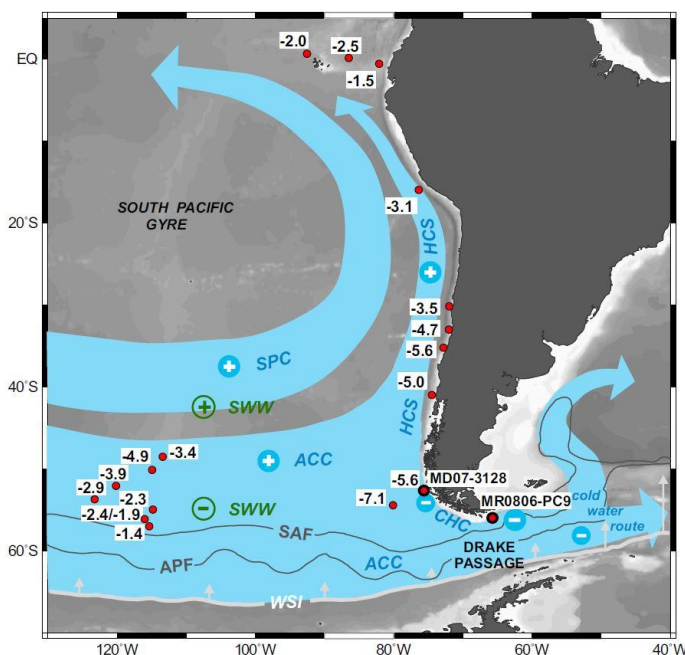 -2.0
-2.5
EQ
-1.5
-3.1
20°S
SOUTH PACIFIC
GYRE
HCS
+
-3.5
-4.7
-5.6
SPC
+
-5.0
40°S
+ SWW
HCS
-3.4
-4.9
ACC
+
-3.9
-2.9
-5.6
MD07-3128
-2.3
SWW
−
-7.1
MR0806-PC9
-2.4/-1.9
CHC
−
−
cold
water
route
-1.4
SAF
−
DRAKE
PASSAGE
APF
ACC
60°S
WSI
120°W
100°W
80°W
60°W
40°W